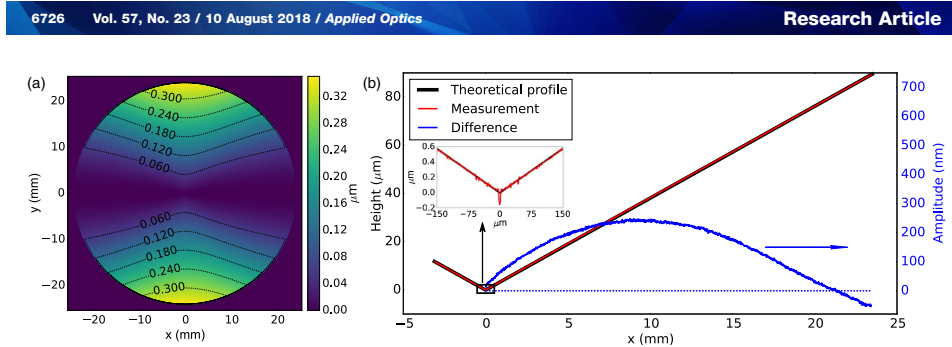 6726 Vol. 57, No. 23 / 10 August 2018 / Applied Optics Research Article
(a)
20
10
0
−10
−20
y (mm)
−20 −10 0 10 20
x (mm)
0.300
0.240
0.180
0.120
0.060
0.060
0.120
0.180
0.240
0.300
0.32
0.28
0.24
0.20
0.16
0.12
0.08
0.04
0.00
μm
(b)
Theoretical profile
Measurement
Difference
80
60
40
20
0
Height (μm)
0.6
0.4
0.2
0.0
−0.2
μm
−150 −75 0 75 150
μm
700
600
500
400
300
200
100
0
Amplitude (nm)
−5 0 5 10 15 20 25
x (mm)